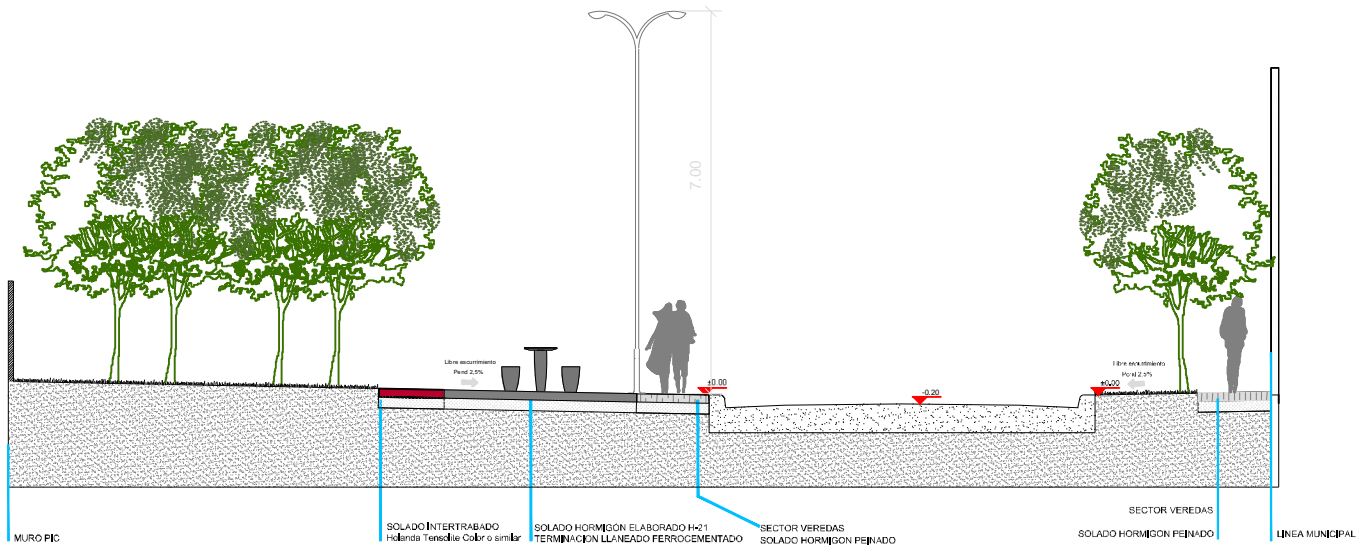 7.00
Libre escurrimiento
Pend 2,5%
±0.00
-0.20
±0.00
Libre escurrimiento
Pend 2.5%
MURO PIC
SOLADO INTERTRABADO
Holanda Tensolite Color o similar
SOLADO HORMIGÓN ELABORADO H-21
TERMINACION LLANEADO FERROCEMENTADO
SECTOR VEREDAS
SOLADO HORMIGON PEINADO
SECTOR VEREDAS
SOLADO HORMIGON PEINADO
LINEA MUNICIPAL